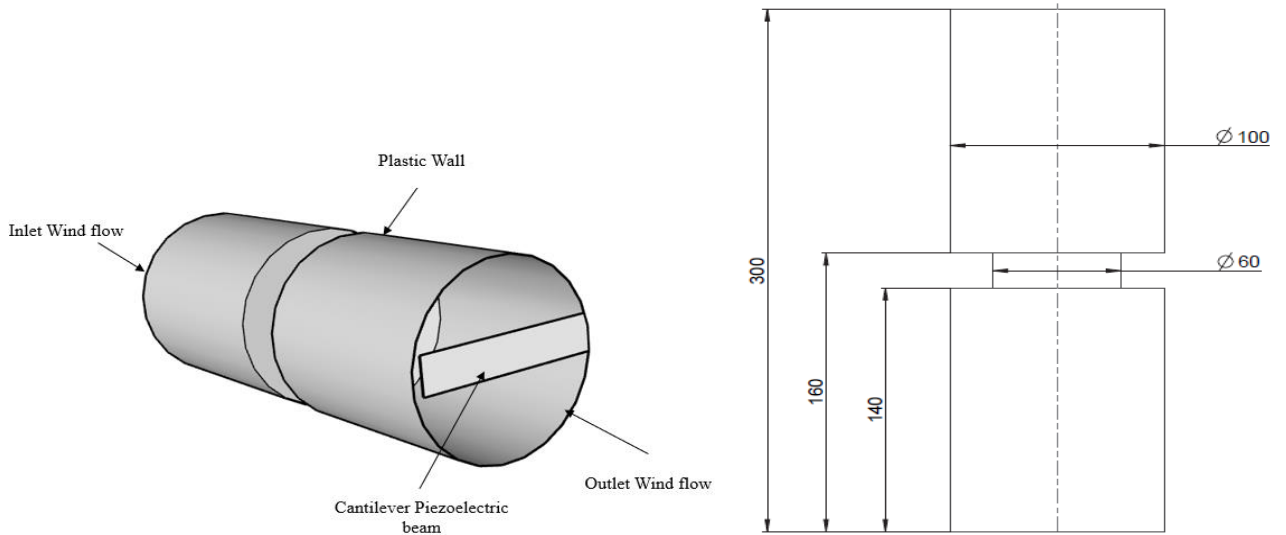 Plastic Wall
Inlet Wind flow
Outlet Wind flow
Cantilever Piezoelectric
beam
300
160
140
∅ 100
∅ 60